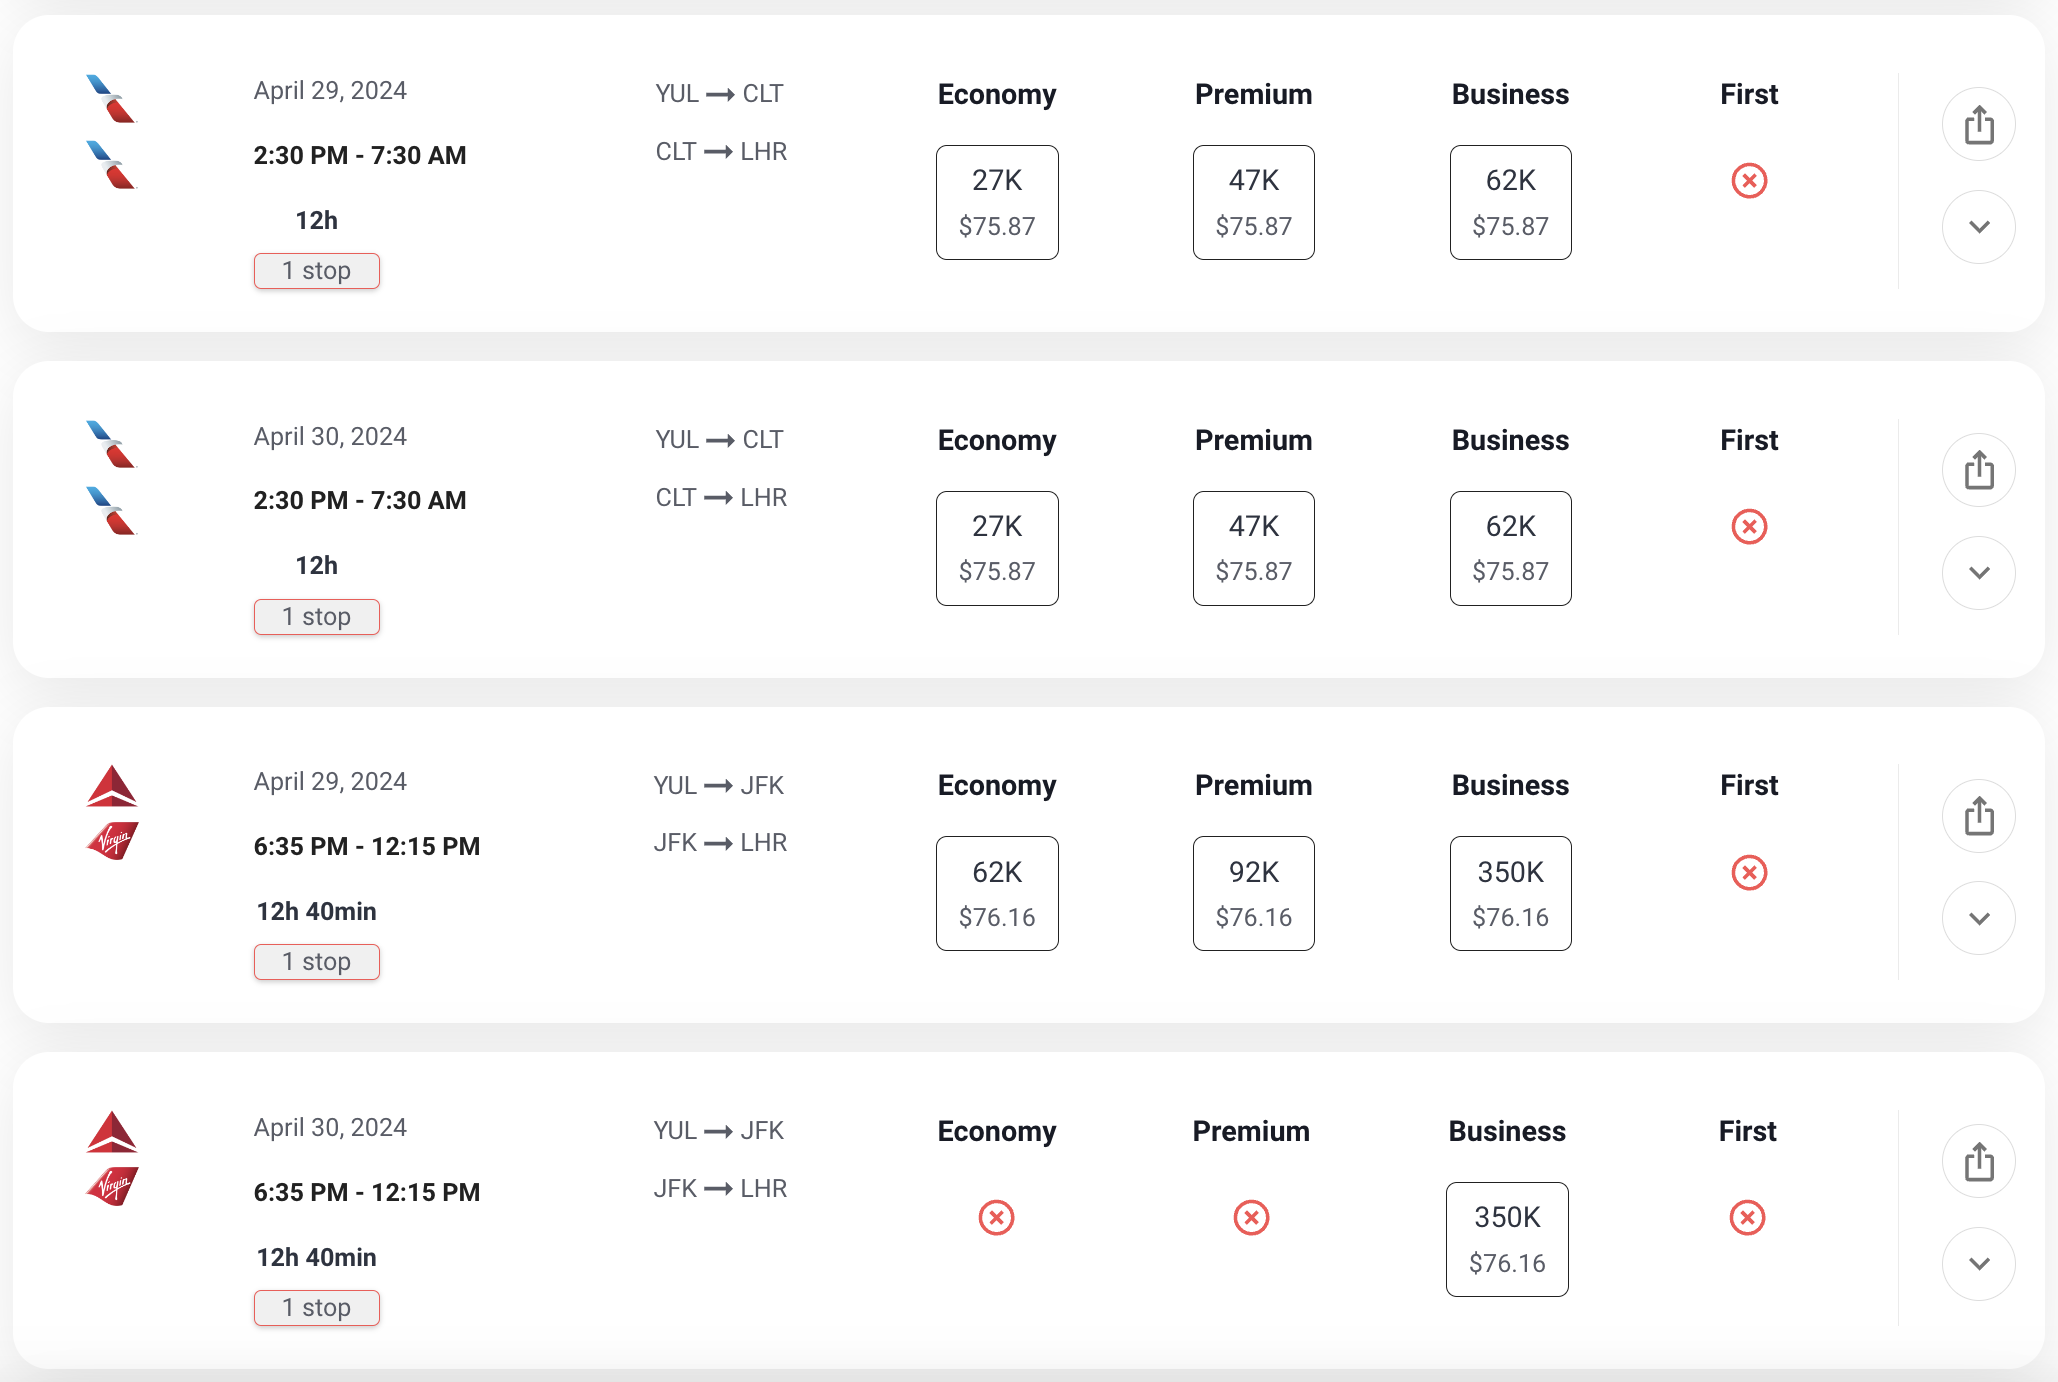 April 29, 2024
2:30 PM - 7:30 AM
12h
1 stop
YUL → CLT
CLT → LHR
Economy
27K
$75.87
Premium
47K
$75.87
Business
62K
$75.87
First
April 30, 2024
2:30 PM - 7:30 AM
12h
1 stop
YUL → CLT
CLT → LHR
Economy
27K
$75.87
Premium
47K
$75.87
Business
62K
$75.87
First
Virgin
April 29, 2024
6:35 PM - 12:15 PM
12h 40min
1 stop
YUL → JFK
JFK → LHR
Economy
62K
$76.16
Premium
92K
$76.16
Business
350K
$76.16
First
Virgin
April 30, 2024
6:35 PM - 12:15 PM
12h 40min
1 stop
YUL → JFK
JFK → LHR
Economy
Premium
Business
350K
$76.16
First